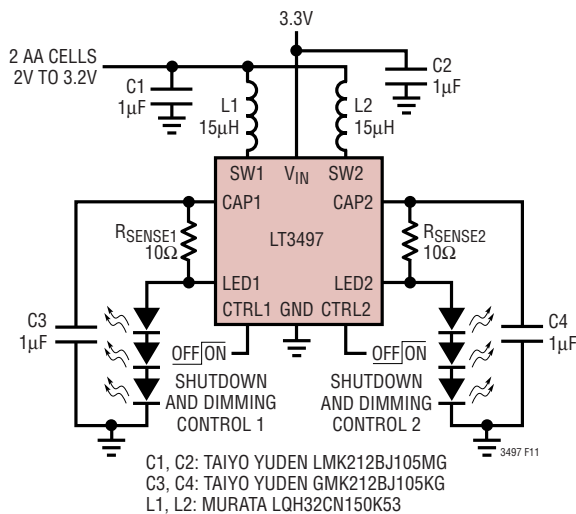 3.3V
2 AA CELLS
2V TO 3.2V
C1
1µF
C2
1µF
L1
15µH
L2
15µH
SW1
VIN
SW2
CAP1
CAP2
RSENSE1
10Ω
LT3497
RSENSE2
10Ω
LED1
LED2
CTRL1
GND
CTRL2
C3
1µF
C4
1µF
OFF ON
OFF ON
SHUTDOWN
AND DIMMING
CONTROL 1
SHUTDOWN
AND DIMMING
CONTROL 2
3497 F11
C1, C2: TAIYO YUDEN LMK212BJ105MG
C3, C4: TAIYO YUDEN GMK212BJ105KG
L1, L2: MURATA LQH32CN150K53